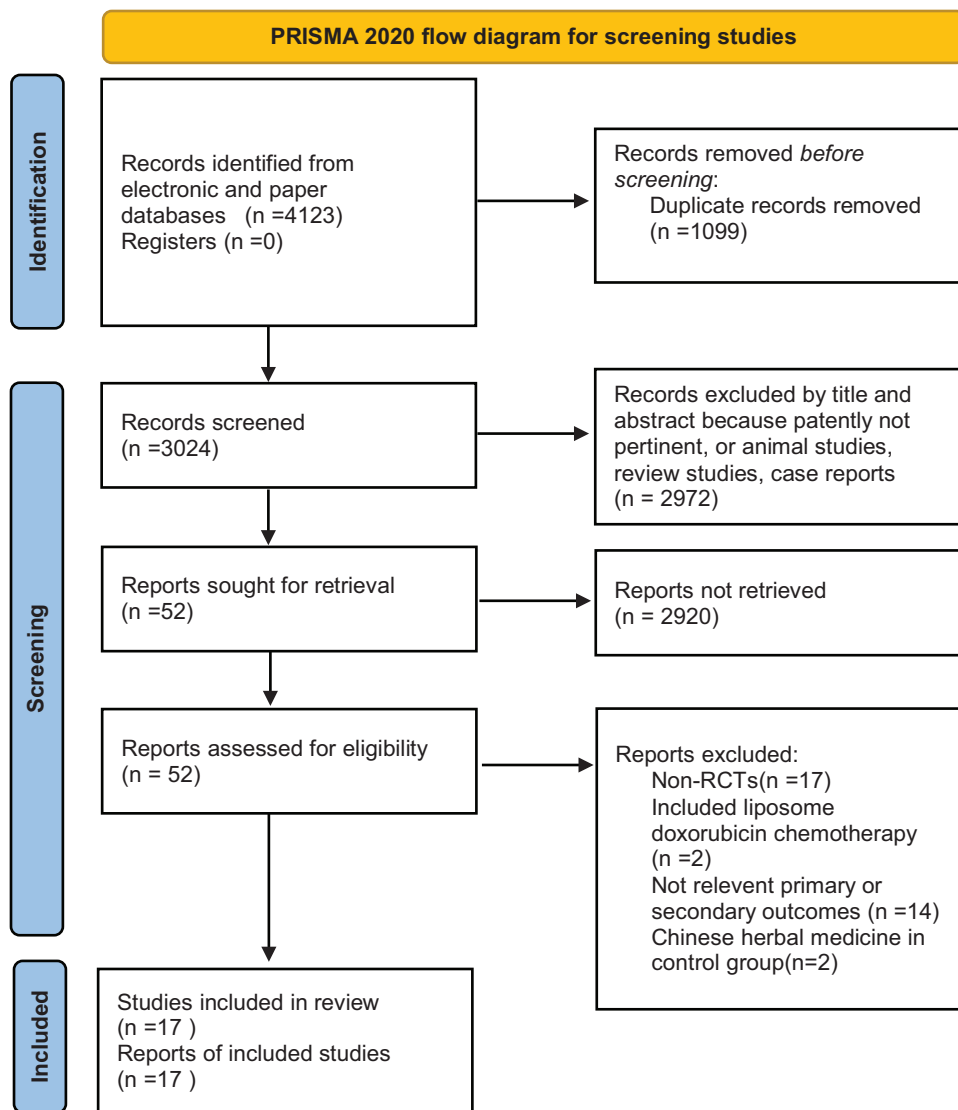 PRISMA 2020 flow diagram for screening studies
Identification
Records identified from
electronic and paper
databases (n =4123)
Registers (n =0)
Records removed before
screening:
Duplicate records removed
(n =1099)
Screening
Records screened
(n =3024)
Records excluded by title and
abstract because patently not
pertinent, or animal studies,
review studies, case reports
(n = 2972)
Reports sought for retrieval
(n =52)
Reports not retrieved
(n = 2920)
Reports assessed for eligibility
(n = 52)
Reports excluded:
Non-RCTs(n =17)
Included liposome
doxorubicin chemotherapy
(n =2)
Not relevent primary or
secondary outcomes (n =14)
Chinese herbal medicine in
control group(n=2)
Included
Studies included in review
(n =17 )
Reports of included studies
(n =17 )